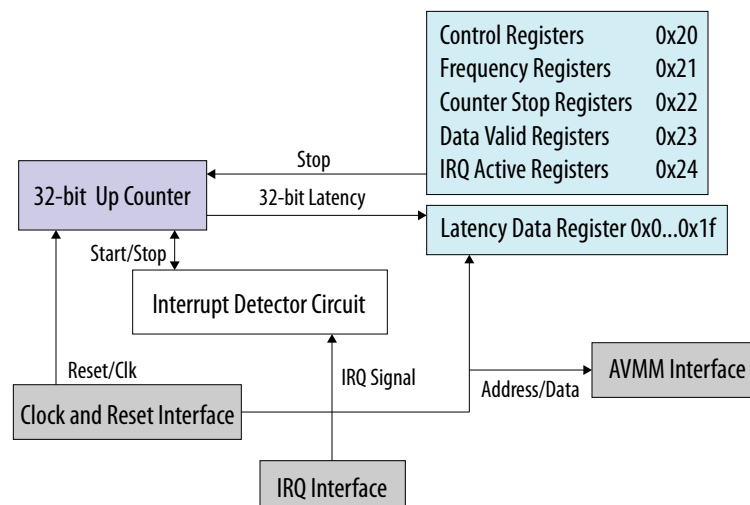 Control Registers 0x20
Frequency Registers 0x21
Counter Stop Registers 0x22
Data Valid Registers 0x23
IRQ Active Registers 0x24
Stop
32-bit Up Counter
32-bit Latency
Latency Data Register 0x0...0x1f
Start/Stop
Interrupt Detector Circuit
Reset/Clk
IRQ Signal
AVMM Interface
Address/Data
Clock and Reset Interface
IRQ Interface